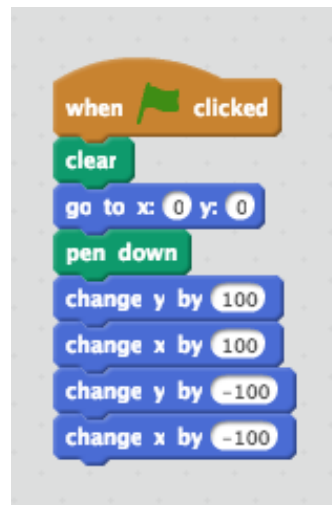 when clicked
clear
go to x: 0 y: 0
pen down
change y by 100
change x by 100
change y by -100
change x by -100